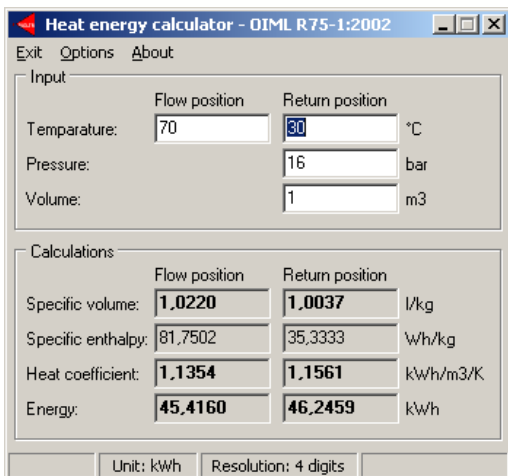 Heat energy calculator - OIML R75-1:2002
Exit Options About
Input
Flow position Return position
Temparature: 70 30 °C
Pressure: 16 bar
Volume: 1 m3
Calculations
Flow position Return position
Specific volume: 1,0220 1,0037 l/kg
Specific enthalpy: 81,7502 35,3333 Wh/kg
Heat coefficient: 1,1354 1,1561 kWh/m3/K
Energy: 45,4160 46,2459 kWh
Unit: kWh Resolution: 4 digits